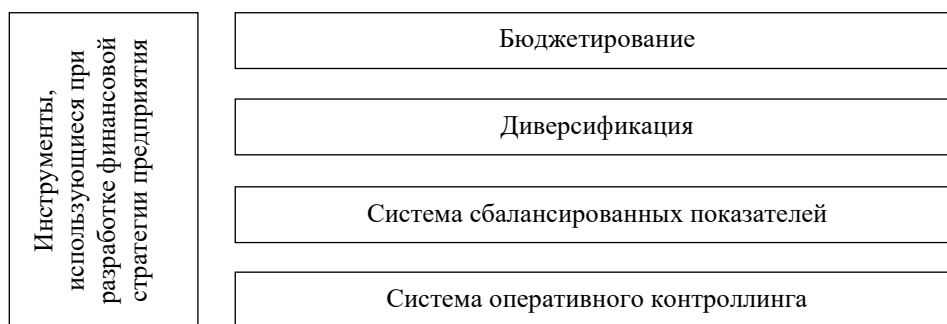 Инструменты,
использующиеся при
разработке финансовой
стратегии предприятия
Бюджетирование
Диверсификация
Система сбалансированных показателей
Система оперативного контроллинга